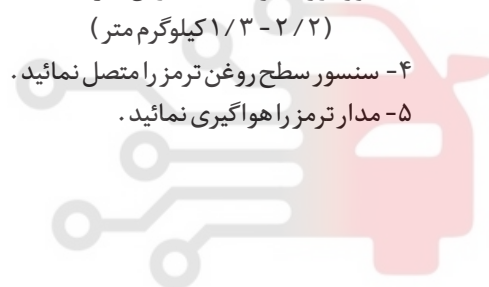 (۱/۳ - ۲/۲ کیلوگرم متر)
۴- سنسور سطح روغن ترمز را متصل نمائید.
۵- مدار ترمز را هواگیری نمائید.